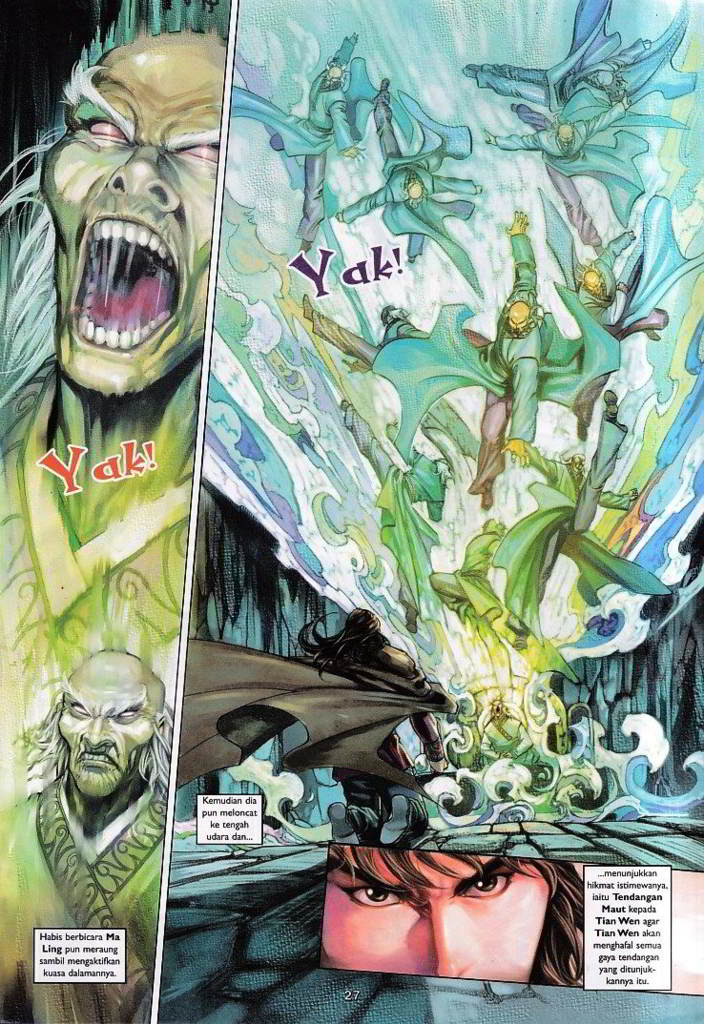 Yak!
Habis berbicara Ma
Ling pun meraung
sambil mengaktifkan
kuasa dalamannya.
Yak!
Kemudian dia
pun meloncat
ke tengah
udara dan...
...menunjukkan
hikmat istimewanya,
iaitu Tendangan
Maut kepada
Tian Wen agar
Tian Wen akan
menghafal semua
gaya tendangan
yang ditunjuk-
kannya itu.
27